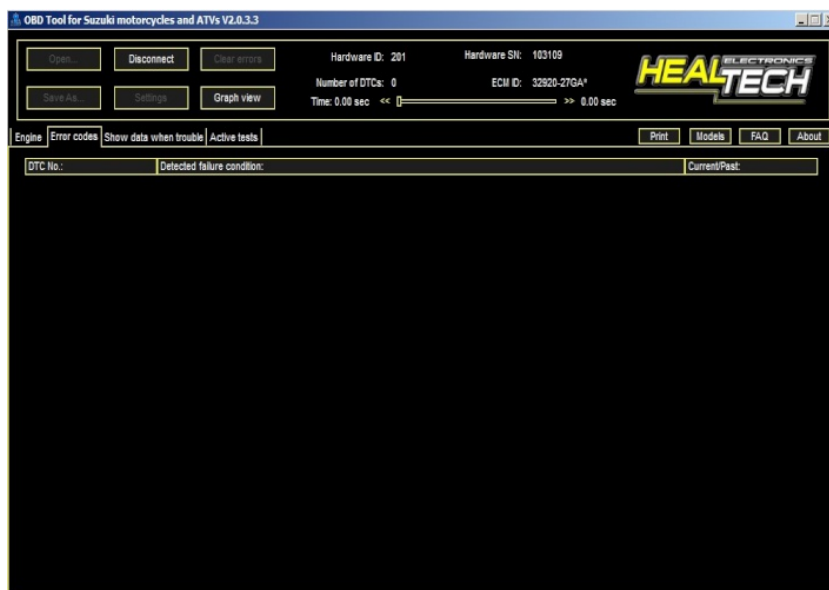 OBD Tool for Suzuki motorcycles and ATVs V2.0.3.3
Open... Disconnect Clear errors Hardware ID: 201 Hardware SN: 103109
Number of DTCs: 0 ECM ID: 32920-27GA*
Save As... Settings Graph view Time: 0.00 sec << >> 0.00 sec
HEALTECH ELECTRONICS
Engine Error codes Show data when trouble Active tests Print Models FAQ About
DTC No.: Detected failure condition: Current/Past: